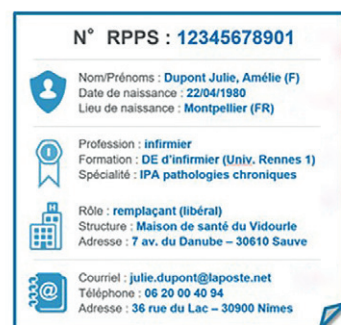 N° RPPS : 12345678901
Nom/Prénoms : Dupont Julie, Amélie (F)
Date de naissance : 22/04/1980
Lieu de naissance : Montpellier (FR)
Profession : infirmier
Formation : DE d'infirmier (Univ. Rennes 1)
Spécialité : IPA pathologies chroniques
Rôle : remplaçant (libéral)
Structure : Maison de santé du Vidourle
Adresse : 7 av. du Danube – 30610 Sauve
Courriel : julie.dupont@laposte.net
Téléphone : 06 20 00 40 94
Adresse : 36 rue du Lac – 30900 Nimes